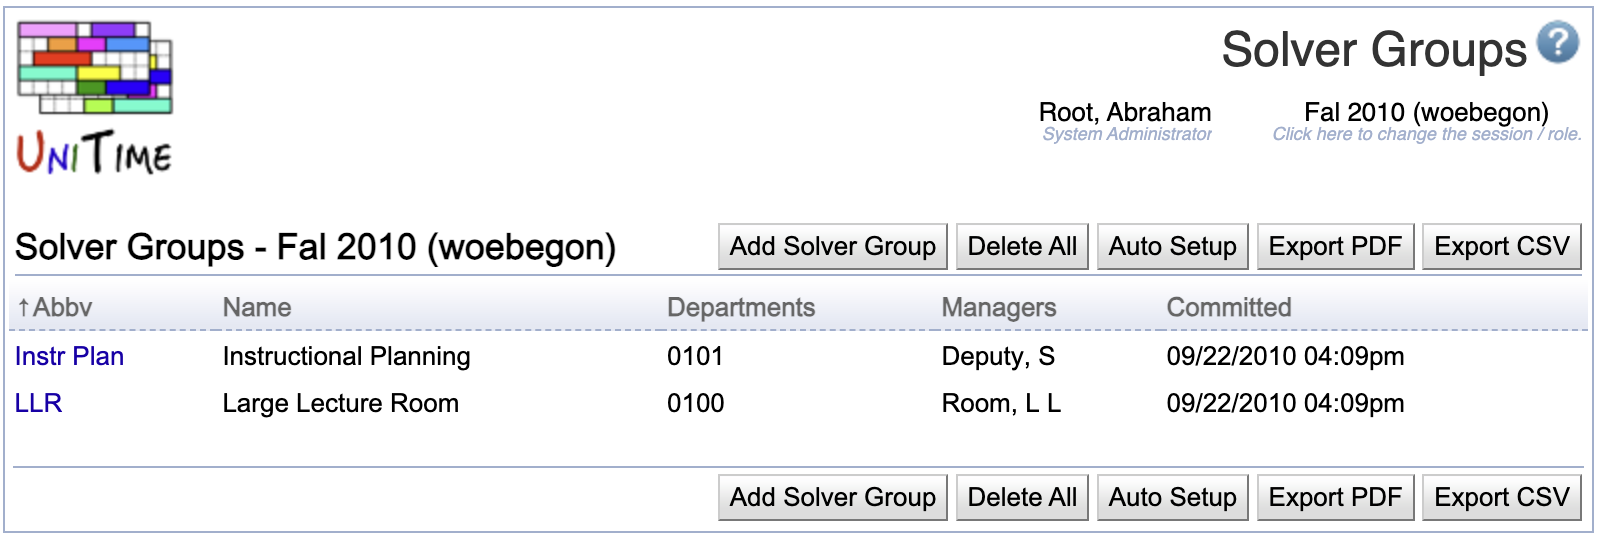 Solver Groups ?
UNITIME
Root, Abraham Fal 2010 (woebegon)
System Administrator Click here to change the session / role.
Solver Groups - Fal 2010 (woebegon) Add Solver Group Delete All Auto Setup Export PDF Export CSV
↑Abbv Name Departments Managers Committed
Instr Plan Instructional Planning 0101 Deputy, S 09/22/2010 04:09pm
LLR Large Lecture Room 0100 Room, L L 09/22/2010 04:09pm
Add Solver Group Delete All Auto Setup Export PDF Export CSV